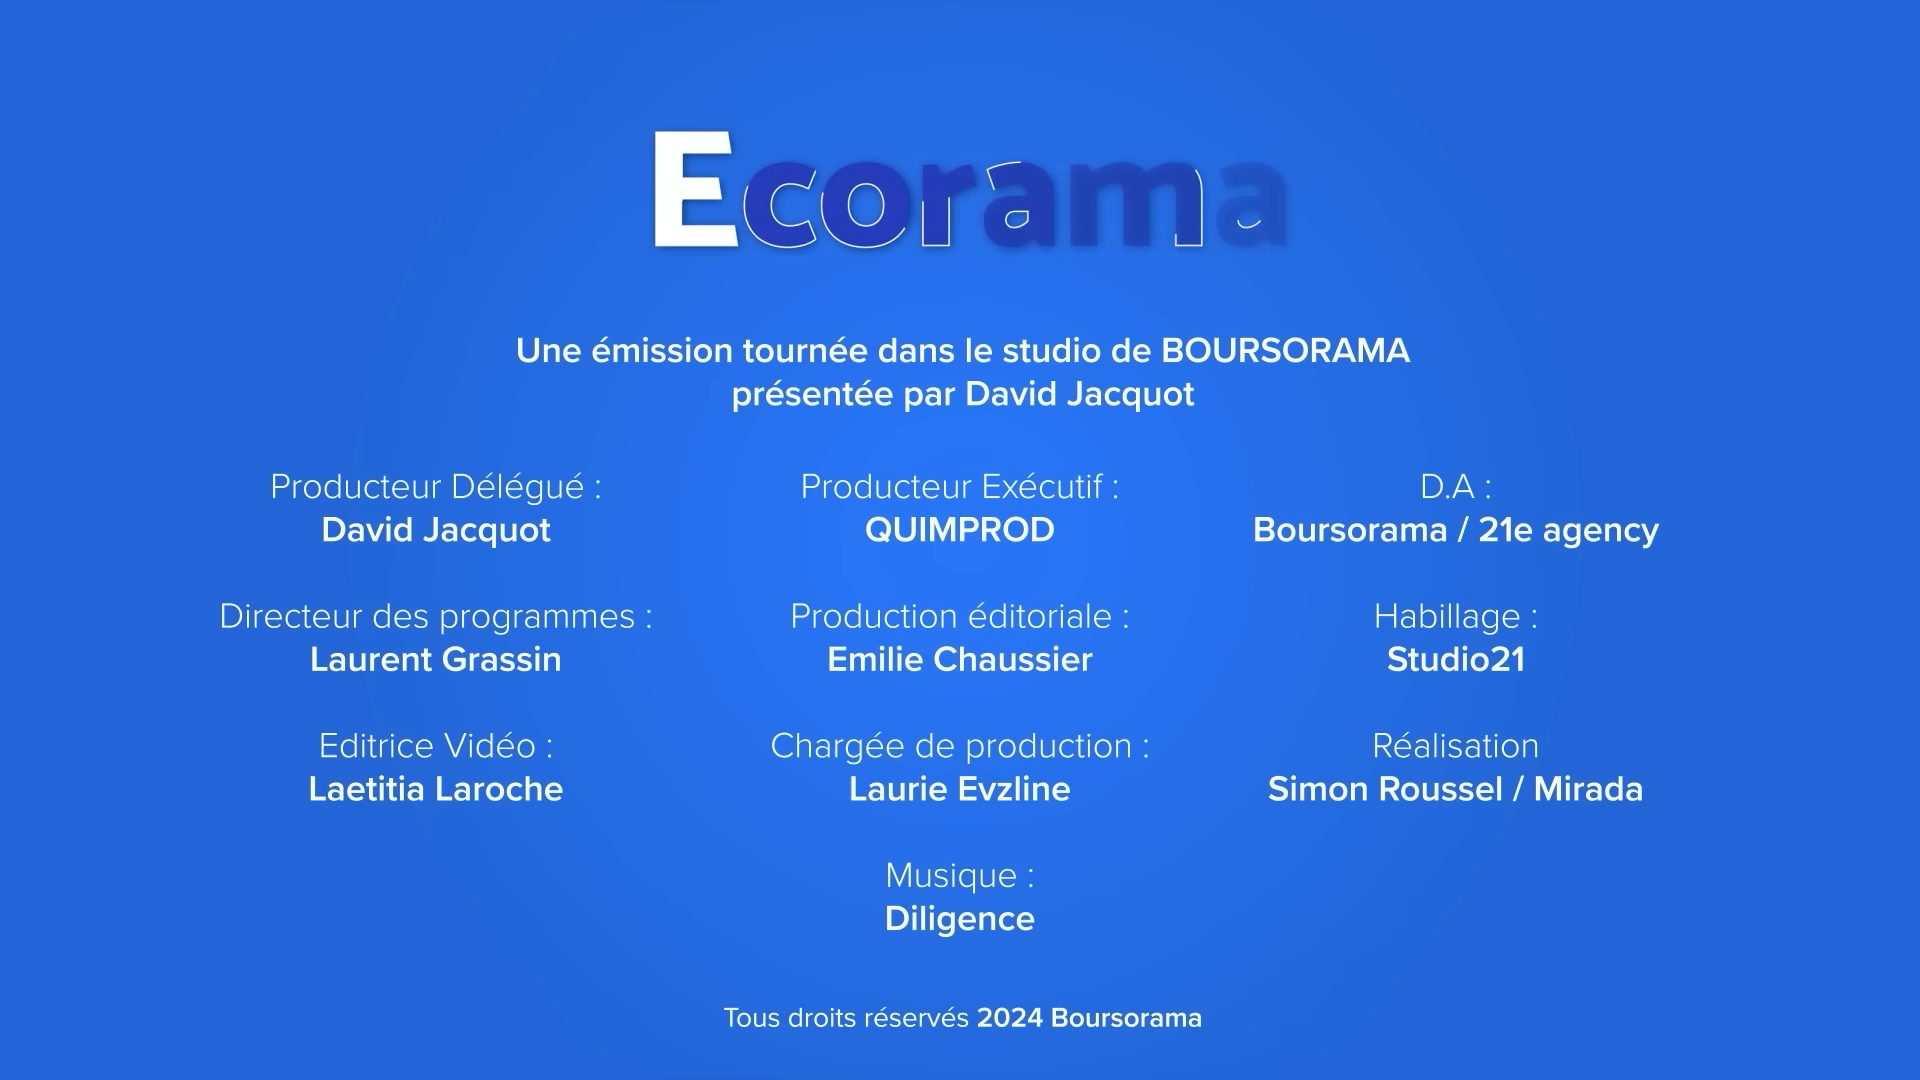 Ecorama
Une émission tournée dans le studio de BOURSORAMA
présentée par David Jacquot
Producteur Délégué :
David Jacquot
Producteur Exécutif :
QUIMPROD
D.A :
Boursorama / 21e agency
Directeur des programmes :
Laurent Grassin
Production éditoriale :
Emilie Chaussier
Habillage :
Studio21
Editrice Vidéo :
Laetitia Laroche
Chargée de production :
Laurie Evzline
Réalisation
Simon Roussel / Mirada
Musique :
Diligence
Tous droits réservés 2024 Boursorama